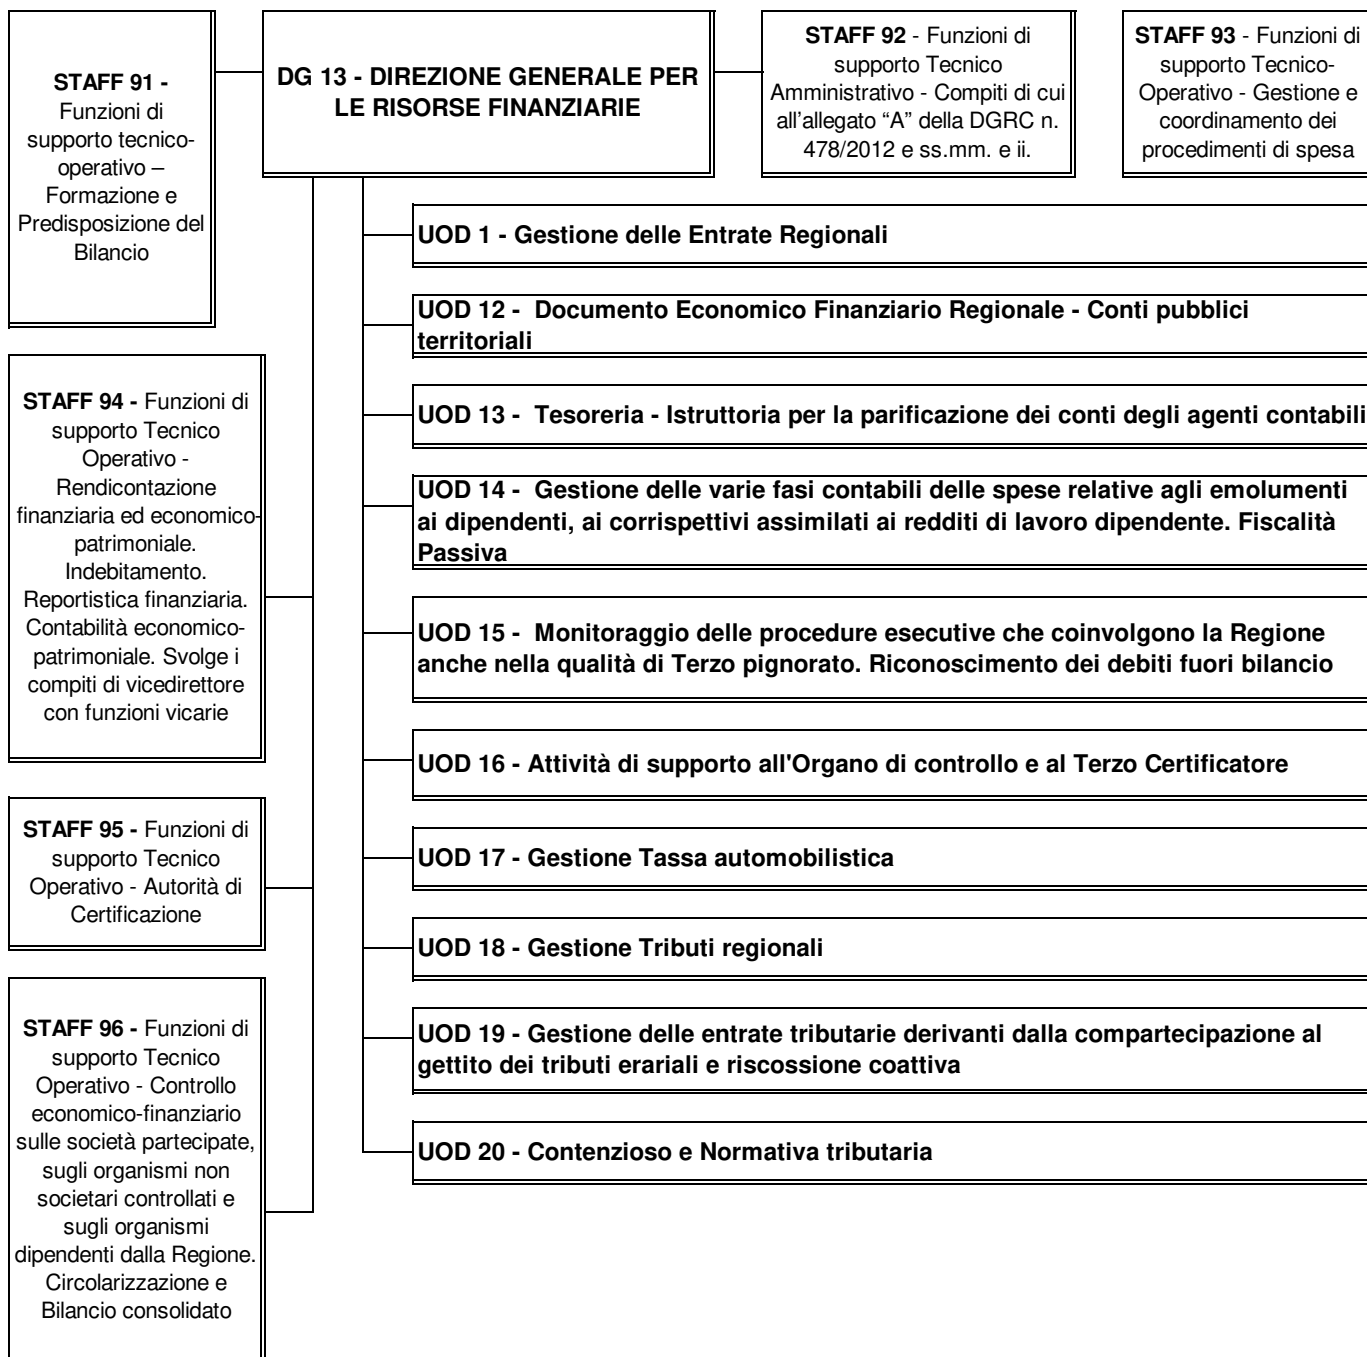 STAFF 91 -
Funzioni di
supporto tecnico-
operativo –
Formazione e
Predisposizione del
Bilancio
DG 13 - DIREZIONE GENERALE PER
LE RISORSE FINANZIARIE
STAFF 92 - Funzioni di
supporto Tecnico
Amministrativo - Compiti di cui
all'allegato “A” della DGRC n.
478/2012 e ss.mm. e ii.
STAFF 93 - Funzioni di
supporto Tecnico-
Operativo - Gestione e
coordinamento dei
procedimenti di spesa
UOD 1 - Gestione delle Entrate Regionali
UOD 12 - Documento Economico Finanziario Regionale - Conti pubblici
territoriali
UOD 13 - Tesoreria - Istruttoria per la parificazione dei conti degli agenti contabili
UOD 14 - Gestione delle varie fasi contabili delle spese relative agli emolumenti
ai dipendenti, ai corrispettivi assimilati ai redditi di lavoro dipendente. Fiscalità
Passiva
UOD 15 - Monitoraggio delle procedure esecutive che coinvolgono la Regione
anche nella qualità di Terzo pignorato. Riconoscimento dei debiti fuori bilancio
UOD 16 - Attività di supporto all'Organo di controllo e al Terzo Certificatore
UOD 17 - Gestione Tassa automobilistica
UOD 18 - Gestione Tributi regionali
UOD 19 - Gestione delle entrate tributarie derivanti dalla compartecipazione al
gettito dei tributi erariali e riscossione coattiva
UOD 20 - Contenzioso e Normativa tributaria
STAFF 94 - Funzioni di
supporto Tecnico
Operativo -
Rendicontazione
finanziaria ed economico-
patrimoniale.
Indebitamento.
Reportistica finanziaria.
Contabilità economico-
patrimoniale. Svolge i
compiti di vicedirettore
con funzioni vicarie
STAFF 95 - Funzioni di
supporto Tecnico
Operativo - Autorità di
Certificazione
STAFF 96 - Funzioni di
supporto Tecnico
Operativo - Controllo
economico-finanziario
sulle società partecipate,
sugli organismi non
societari controllati e
sugli organismi
dipendenti dalla Regione.
Circolarizzazione e
Bilancio consolidato